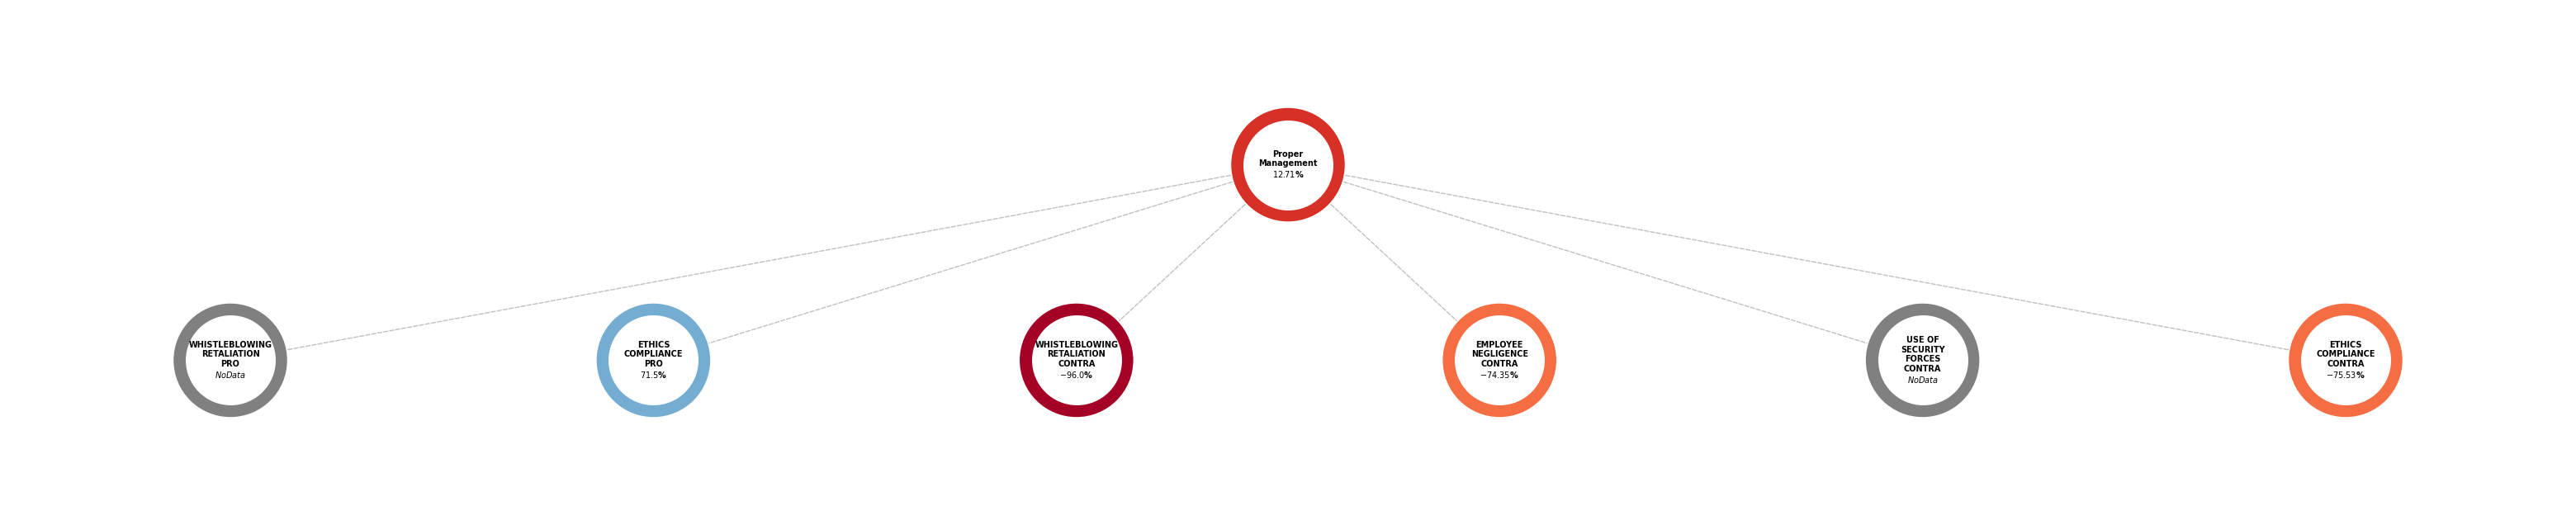 Proper
Management
12.71%
WHISTLEBLOWING
RETALIATION
PRO
NoData
ETHICS
COMPLIANCE
PRO
71.5%
WHISTLEBLOWING
RETALIATION
CONTRA
−96.0%
EMPLOYEE
NEGLIGENCE
CONTRA
−74.35%
USE OF
SECURITY
FORCES
CONTRA
NoData
ETHICS
COMPLIANCE
CONTRA
−75.53%